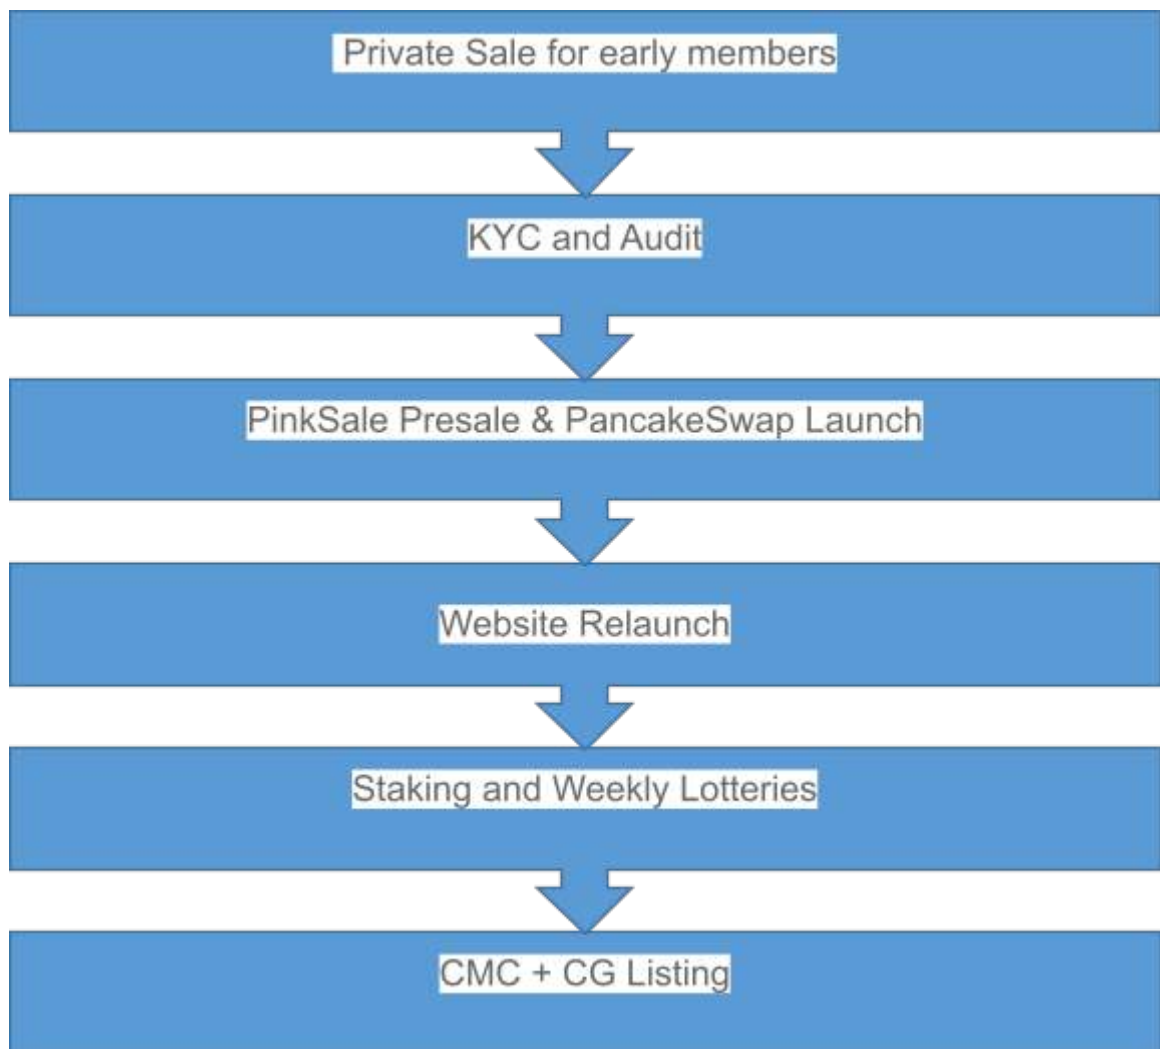 Private Sale for early members
KYC and Audit
PinkSale Presale & PancakeSwap Launch
Website Relaunch
Staking and Weekly Lotteries
CMC + CG Listing